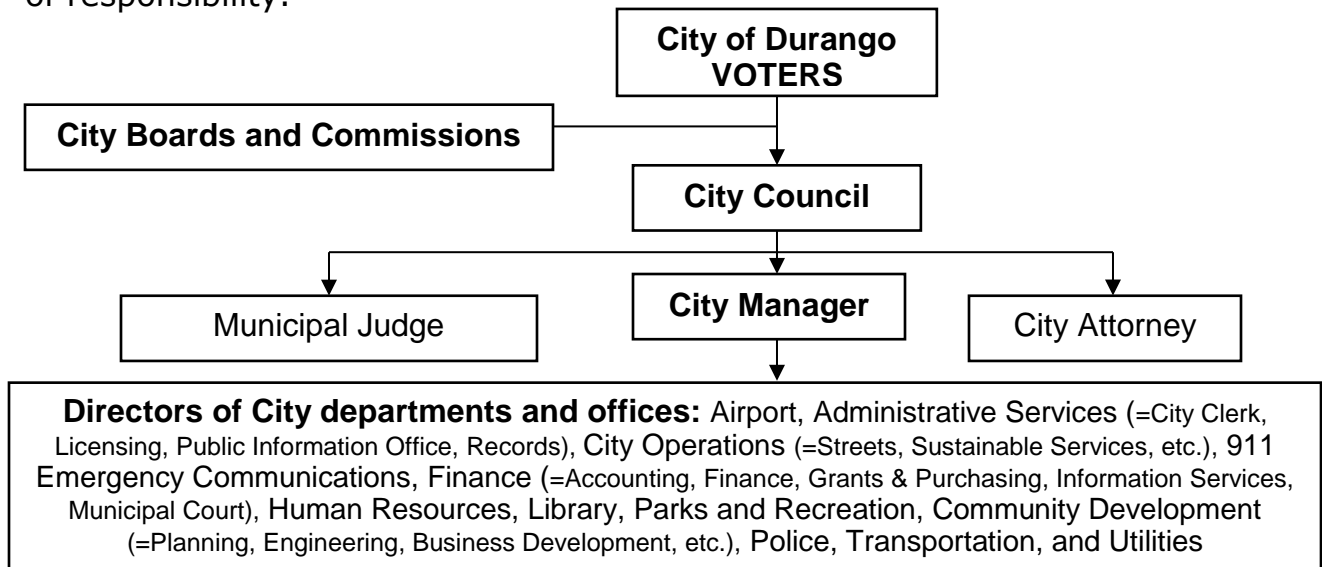 of responsibility:
City of Durango
VOTERS
City Boards and Commissions
City Council
Municipal Judge
City Manager
City Attorney
Directors of City departments and offices: Airport, Administrative Services (=City Clerk,
Licensing, Public Information Office, Records), City Operations (=Streets, Sustainable Services, etc.), 911
Emergency Communications, Finance (=Accounting, Finance, Grants & Purchasing, Information Services,
Municipal Court), Human Resources, Library, Parks and Recreation, Community Development
(=Planning, Engineering, Business Development, etc.), Police, Transportation, and Utilities